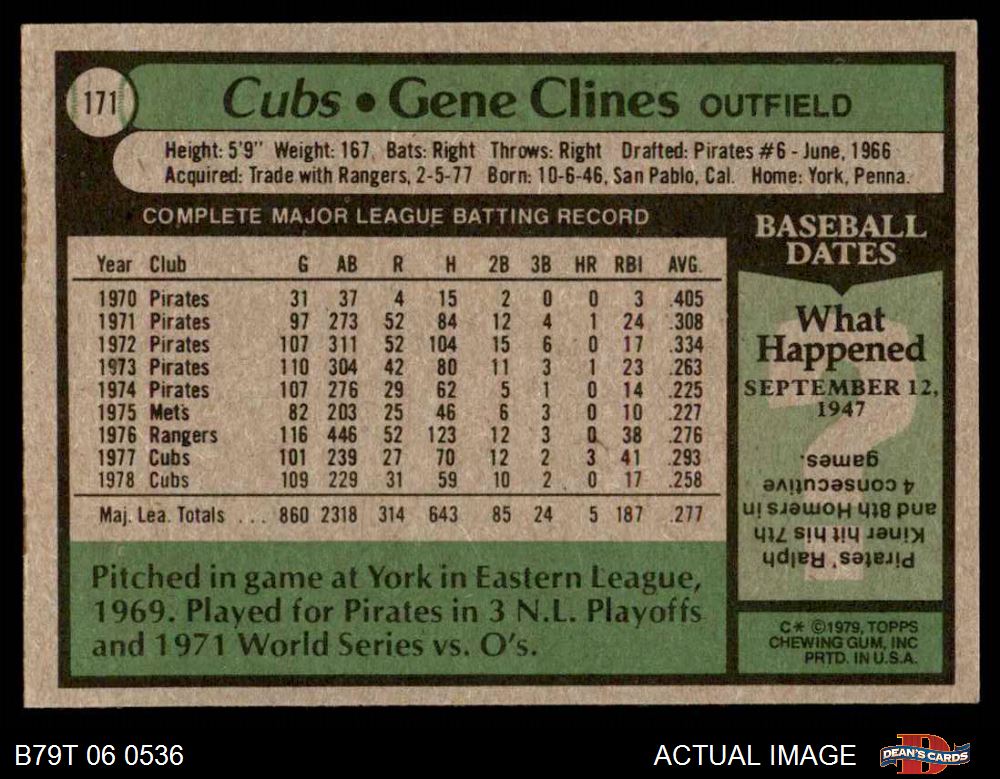 171
Cubs • Gene Clines OUTFIELD
Height: 5'9" Weight: 167 Bats: Right Throws: Right Drafted: Pirates #6 - June, 1966
Acquired: Trade with Rangers, 2-5-77 Born: 10-6-46, San Pablo, Cal. Home: York, Penna.
COMPLETE MAJOR LEAGUE BATTING RECORD
Year Club G AB R H 2B 3B HR RBI AVG.
1970 Pirates 31 37 4 15 2 0 0 3 .405
1971 Pirates 97 273 52 84 12 4 1 24 .308
1972 Pirates 107 311 52 104 15 6 0 17 .334
1973 Pirates 110 304 42 80 11 3 1 23 .263
1974 Pirates 107 276 29 62 5 1 0 14 .225
1975 Mets 82 203 25 46 6 3 0 10 .227
1976 Rangers 116 446 52 123 12 3 0 38 .276
1977 Cubs 101 239 27 70 12 2 3 41 .293
1978 Cubs 109 229 31 59 10 2 0 17 .258
Maj. Lea. Totals ... 860 2318 314 643 85 24 5 187 .277
Pitched in game at York in Eastern League,
1969. Played for Pirates in 3 N.L. Playoffs
and 1971 World Series vs. O's.
BASEBALL
DATES
What
Happened
SEPTEMBER 12,
1947
Pirates' Ralph
Kiner hit his 7th
and 8th Homers in
4 consecutive
games.
C* ©1979, TOPPS
CHEWING GUM, INC
PRTD. IN U.S.A.
B79T 06 0536
ACTUAL IMAGE
DEAN'S CARDS